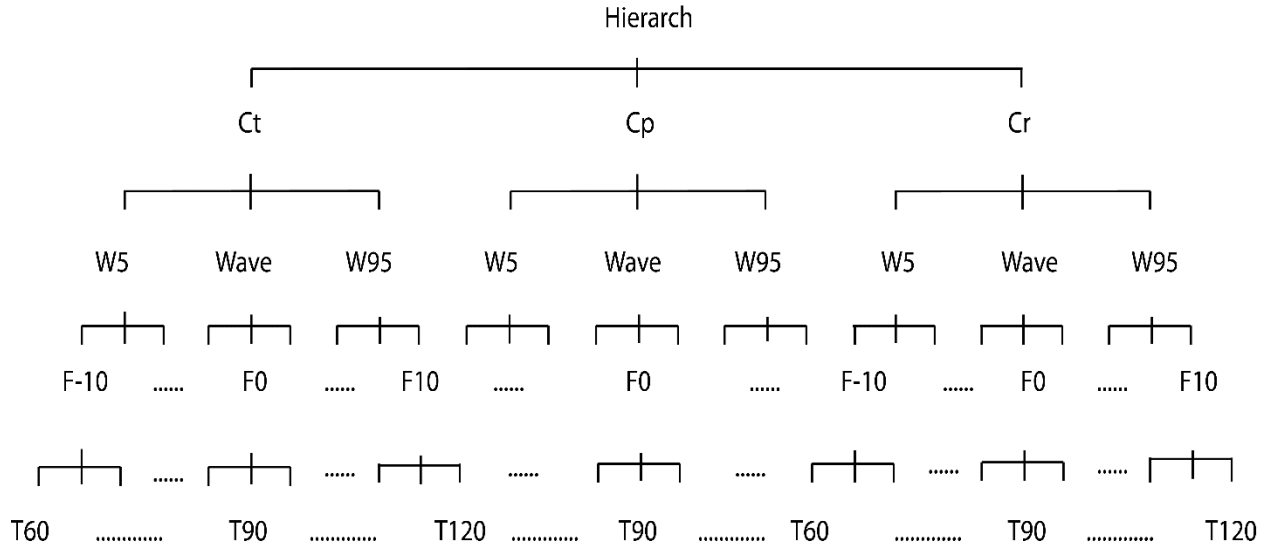 Hierarch
Ct Cp Cr
W5 Wave W95 W5 Wave W95 W5 Wave W95
F-10 ...... F0 ...... F10 ...... F0 ...... F-10 ...... F0 ...... F10
...... ...... ...... ...... ...... ......
T60 ............. T90 ............. T120 ............. T90 ............. T60 ............. T90 ............. T120